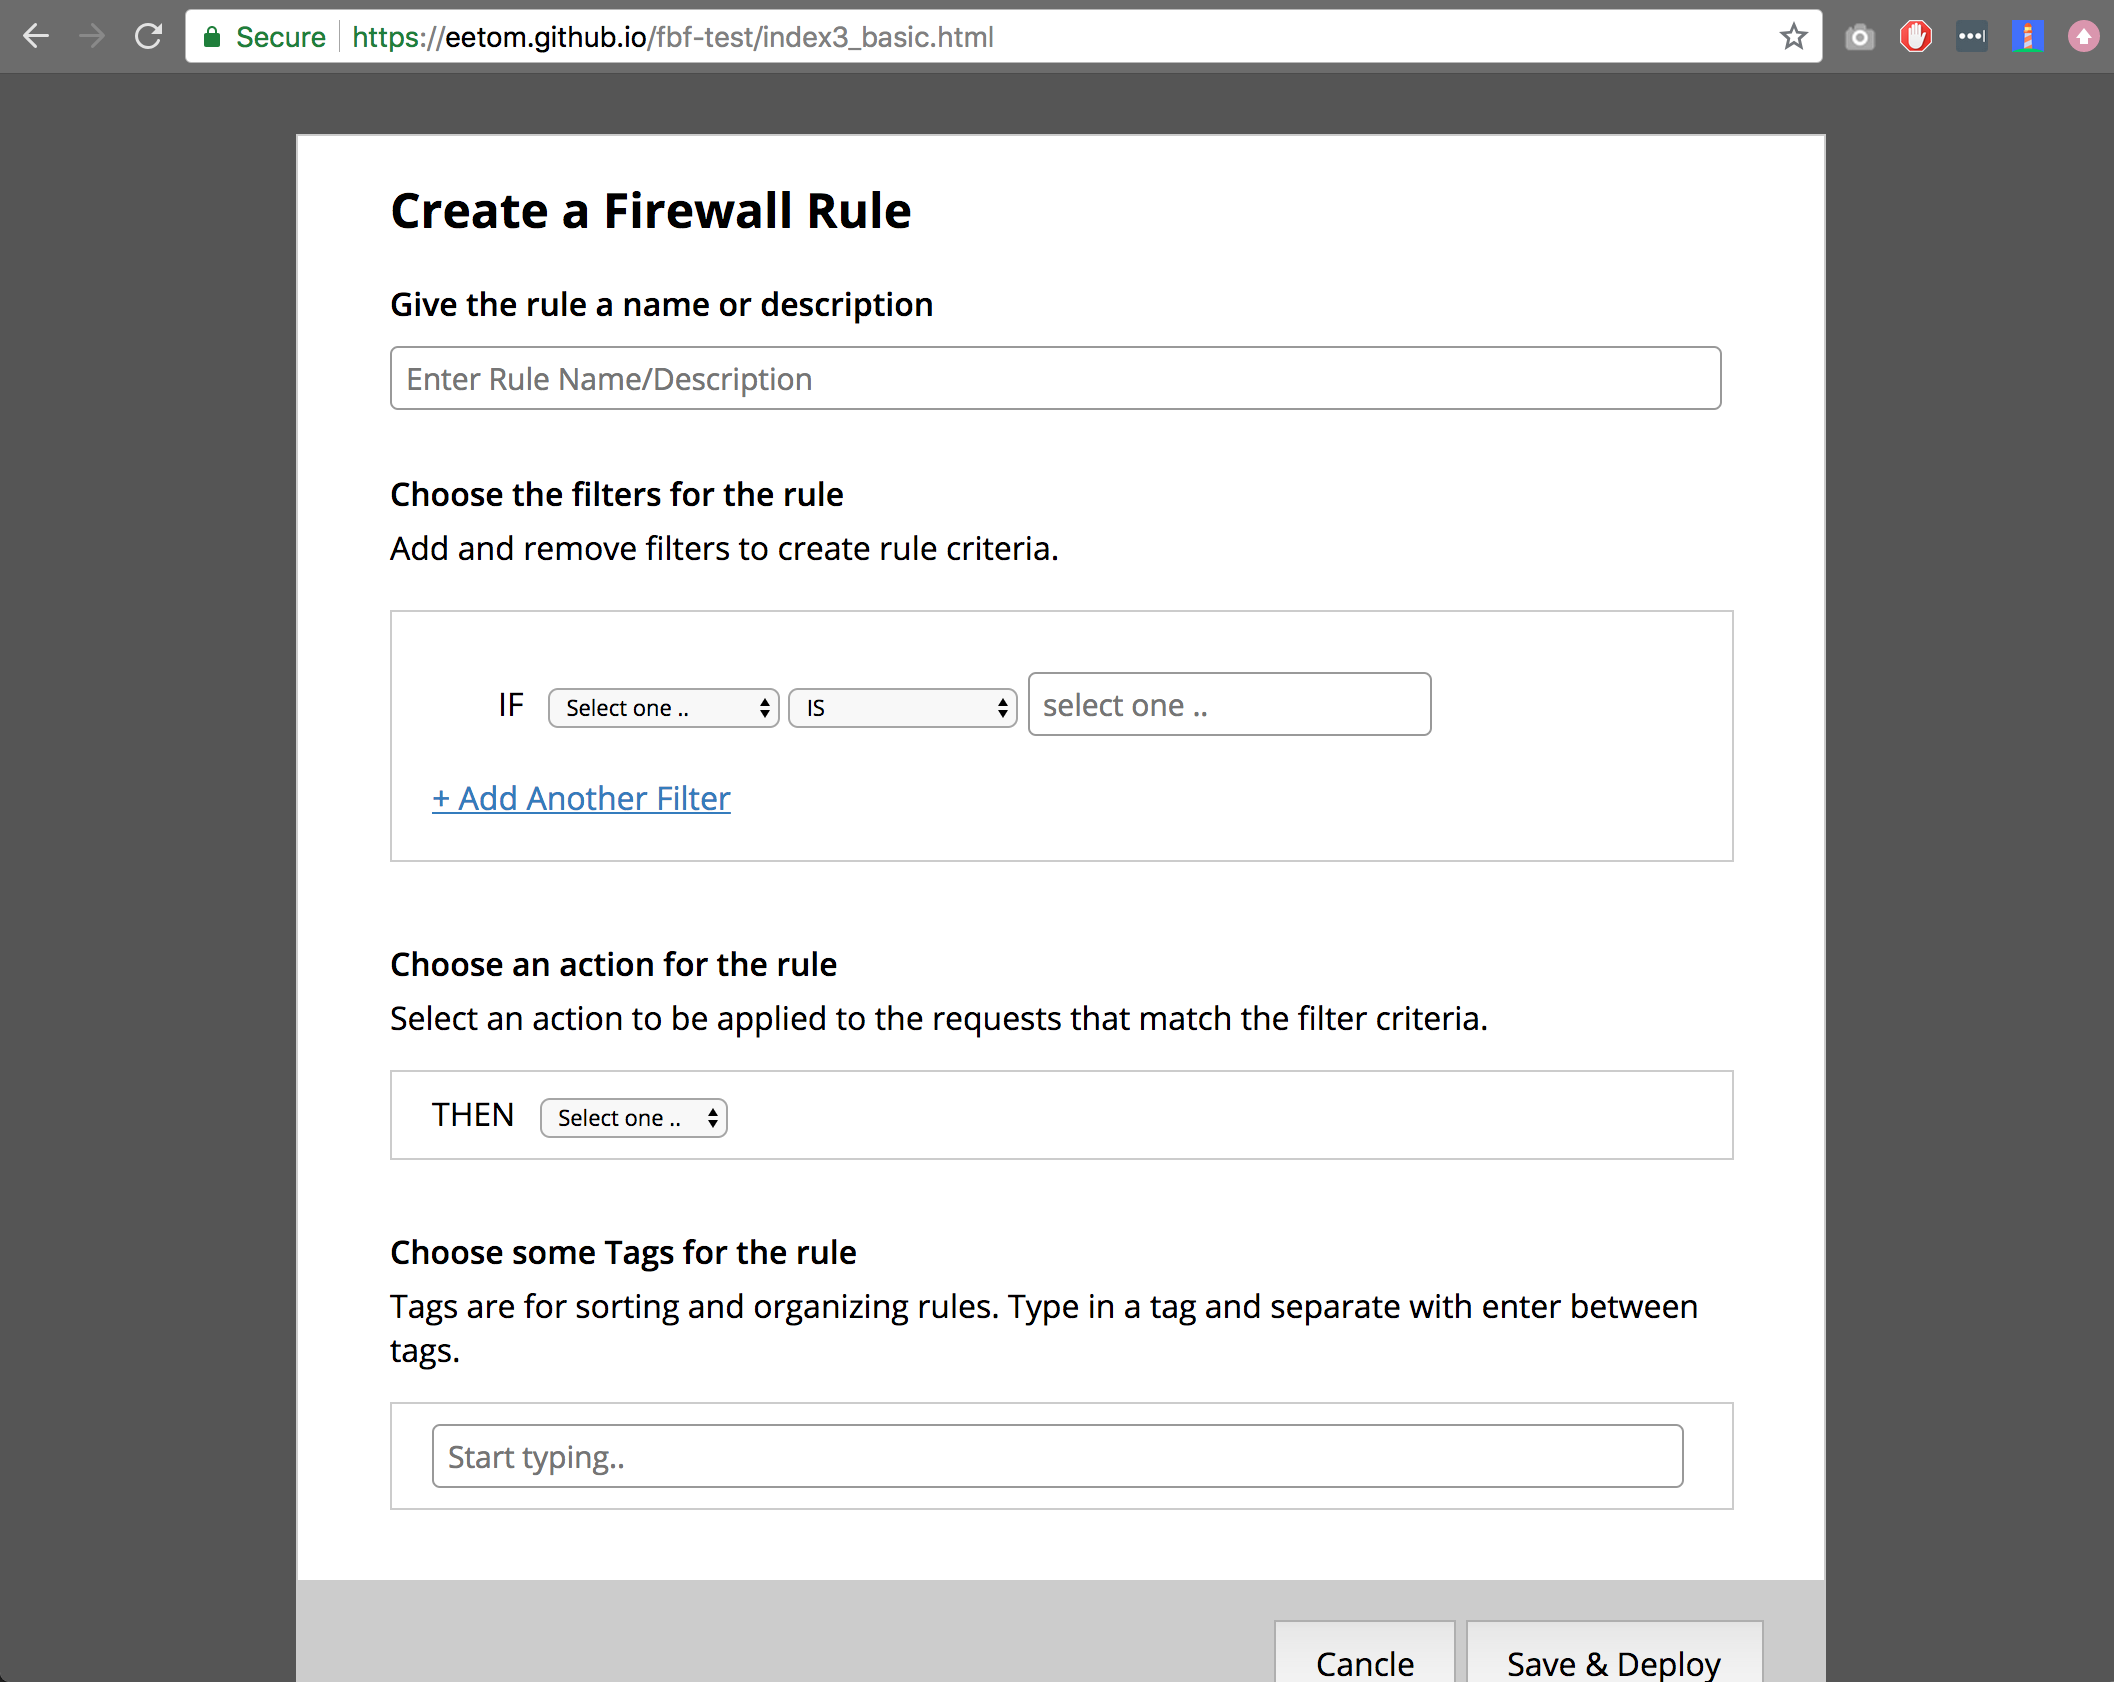 Secure https://eetom.github.io/fbf-test/index3_basic.html
Create a Firewall Rule
Give the rule a name or description
Enter Rule Name/Description
Choose the filters for the rule
Add and remove filters to create rule criteria.
IF Select one .. IS select one ..
+ Add Another Filter
Choose an action for the rule
Select an action to be applied to the requests that match the filter criteria.
THEN Select one ..
Choose some Tags for the rule
Tags are for sorting and organizing rules. Type in a tag and separate with enter between
tags.
Start typing..
Cancle Save & Deploy